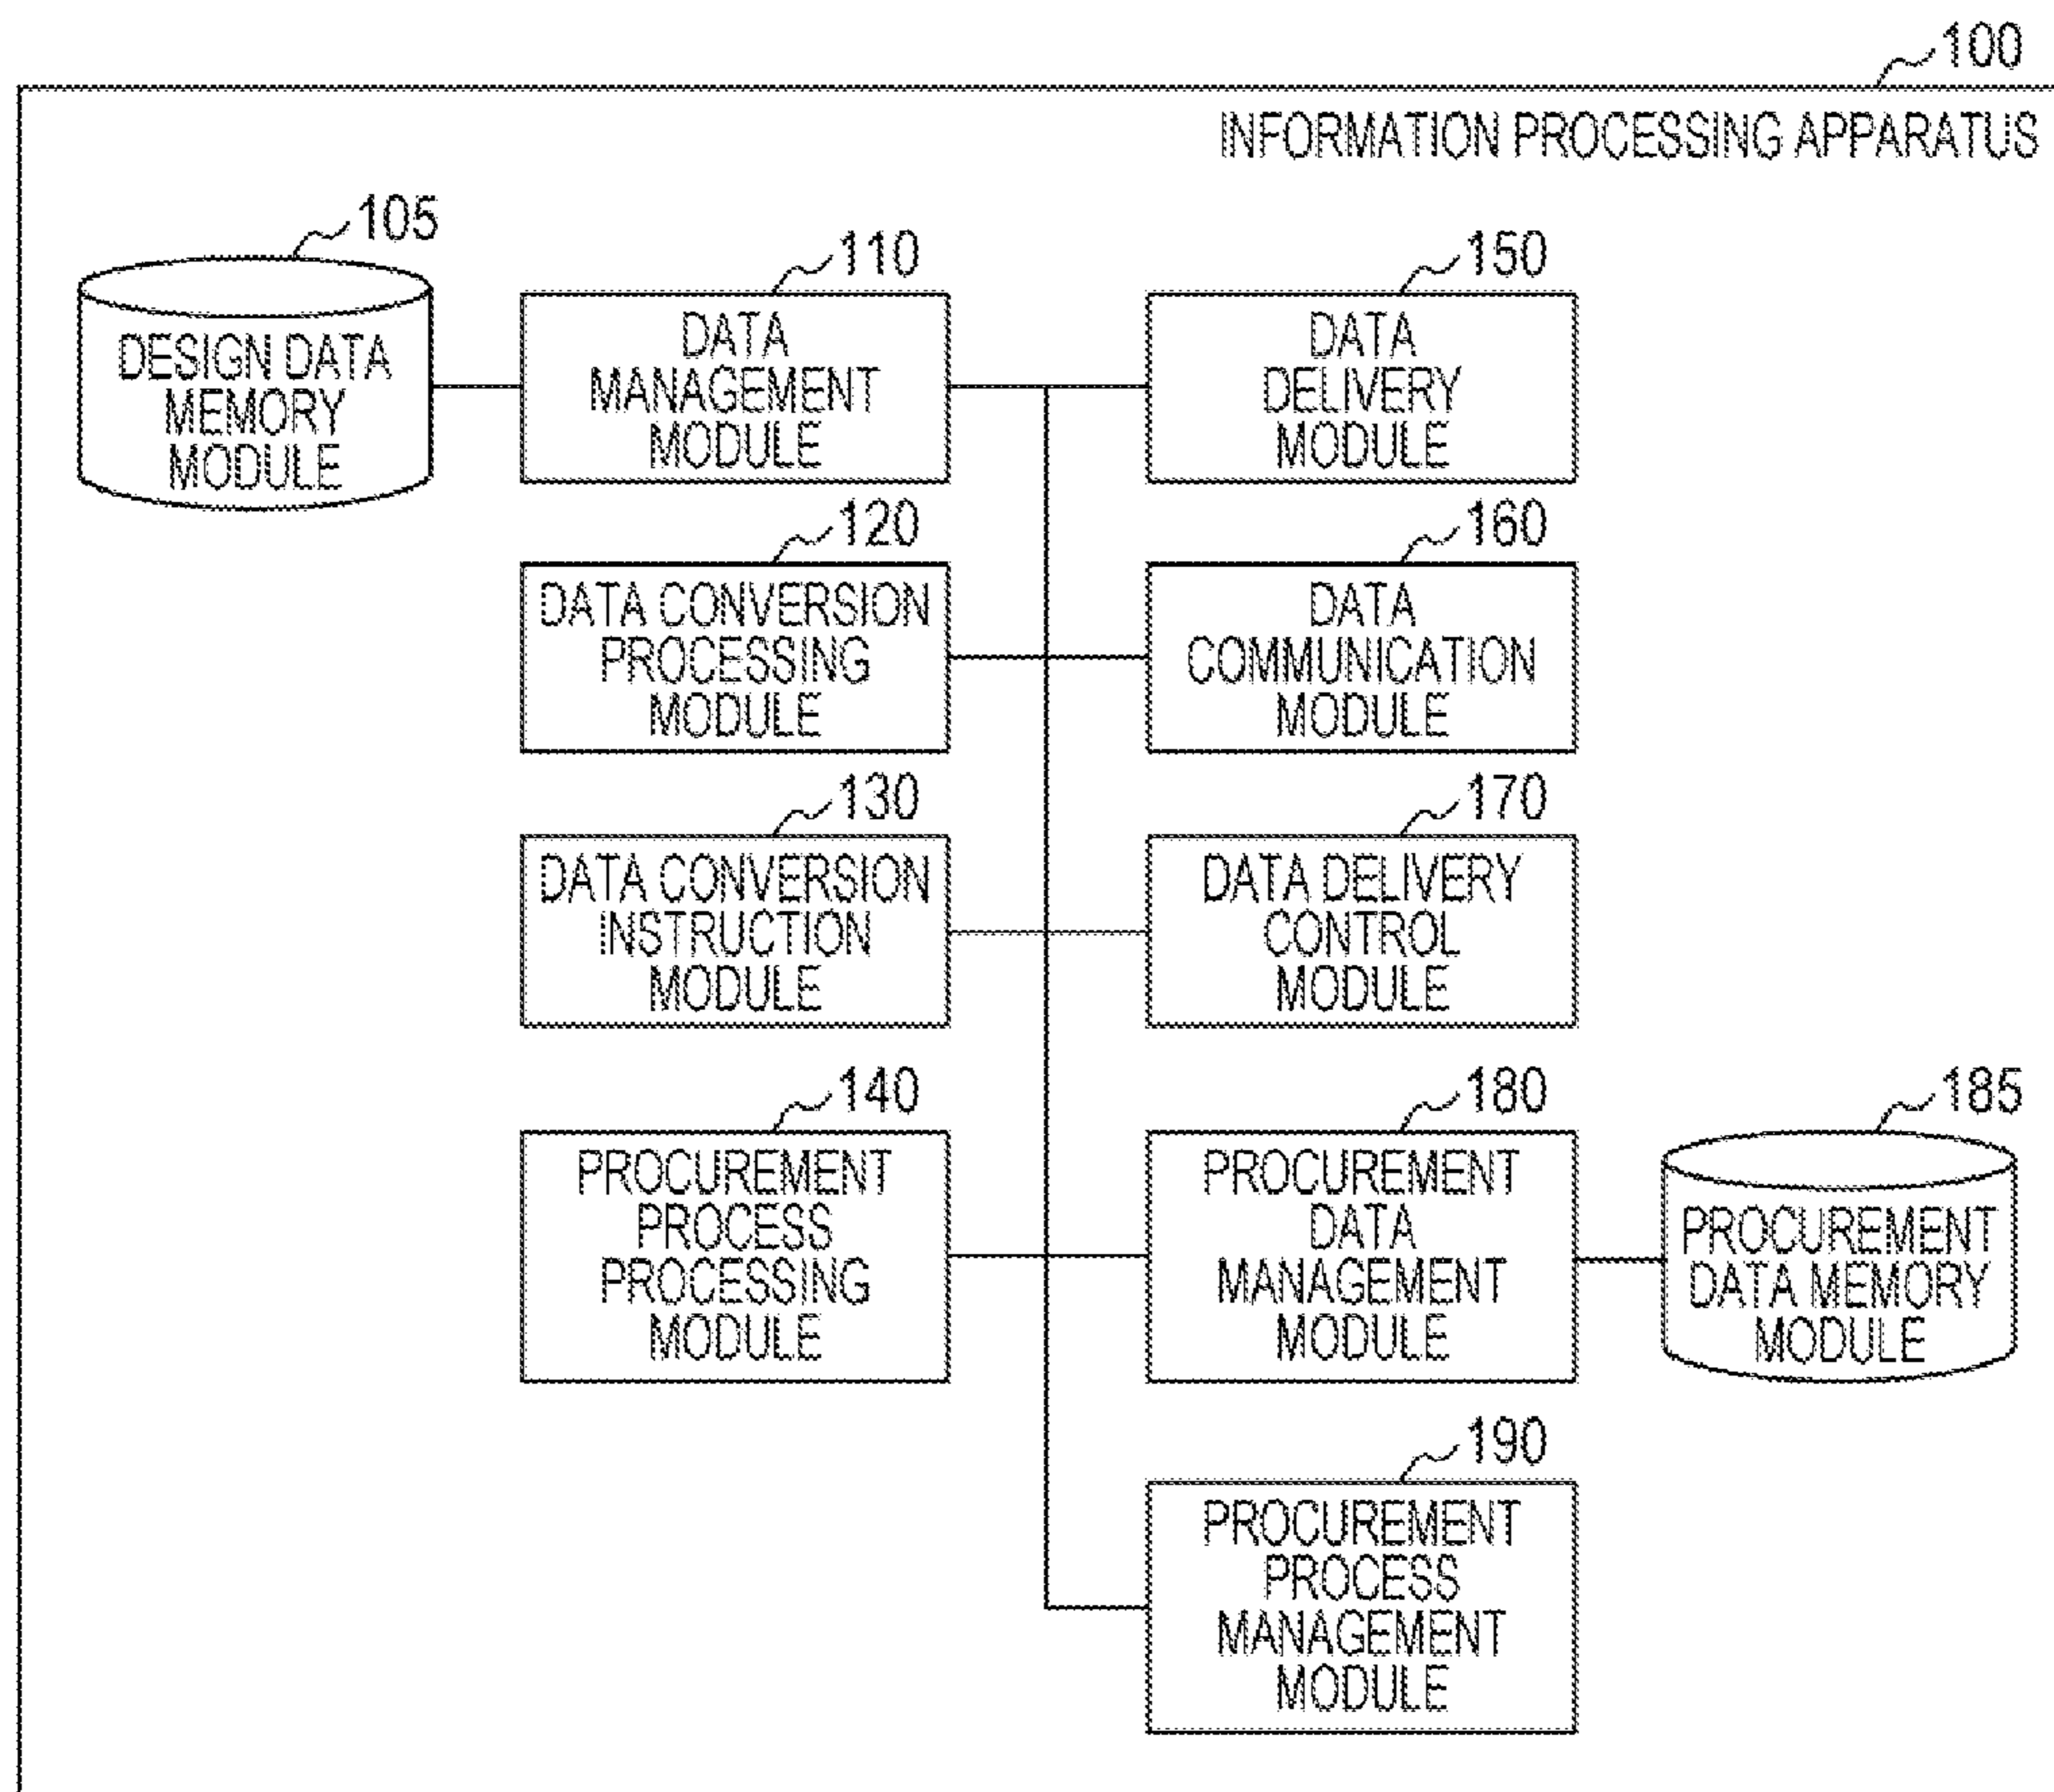 100
INFORMATION PROCESSING APPARATUS
105
DESIGN DATA
MEMORY
MODULE
110
DATA
MANAGEMENT
MODULE
150
DATA
DELIVERY
MODULE
120
DATA CONVERSION
PROCESSING
MODULE
160
DATA
COMMUNICATION
MODULE
130
DATA CONVERSION
INSTRUCTION
MODULE
170
DATA DELIVERY
CONTROL
MODULE
140
PROCUREMENT
PROCESS
PROCESSING
MODULE
180
PROCUREMENT
DATA
MANAGEMENT
MODULE
185
PROCUREMENT
DATA MEMORY
MODULE
190
PROCUREMENT
PROCESS
MANAGEMENT
MODULE